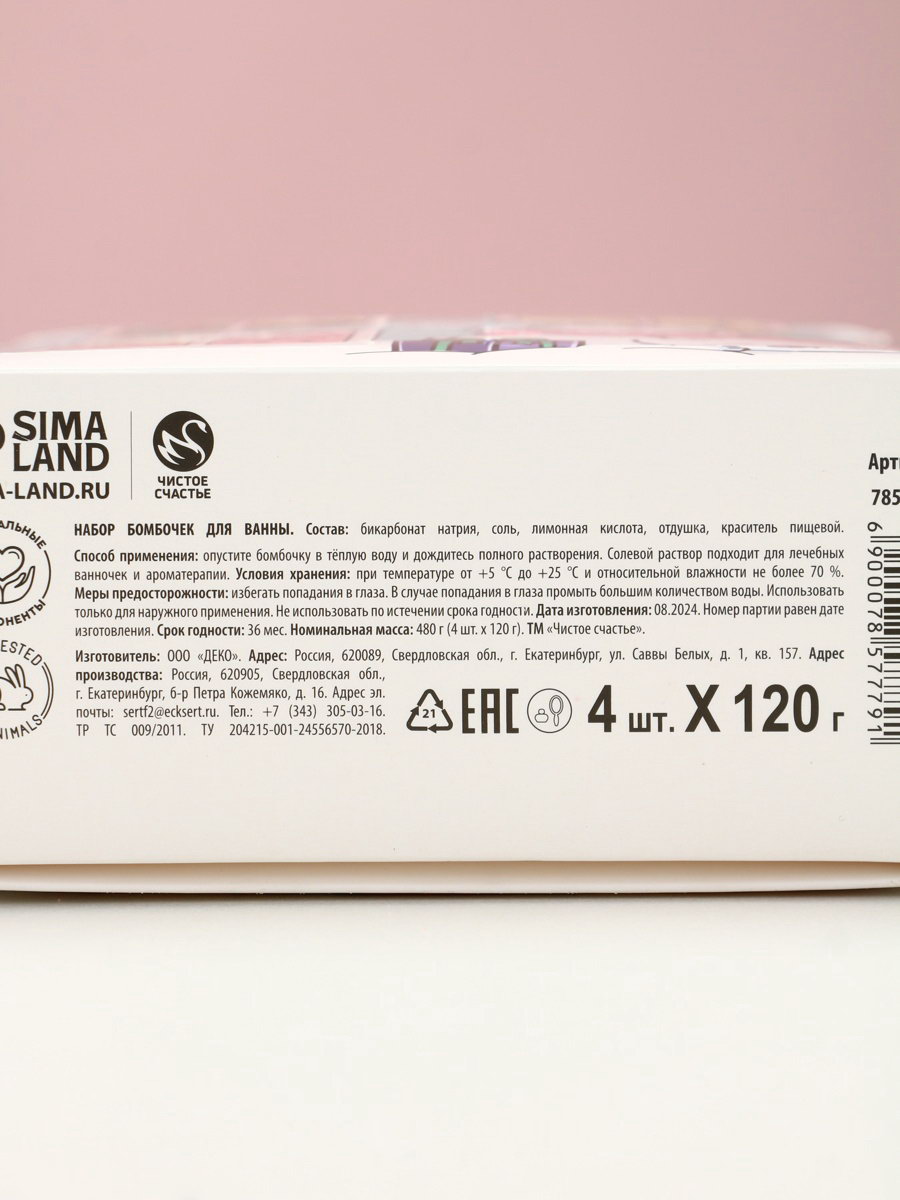 SIMA
LAND
A-LAND.RU
ЧИСТОЕ
СЧАСТЬЕ
Арти
785
НАБОР БОМБОЧЕК ДЛЯ ВАННЫ. Состав: бикарбонат натрия, соль, лимонная кислота, отдушка, краситель пищевой.
Способ применения: опустите бомбочку в тёплую воду и дождитесь полного растворения. Солевой раствор подходит для лечебных
ванночек и ароматерапии. Условия хранения: при температуре от +5 °C до +25 °C и относительной влажности не более 70 %.
Меры предосторожности: избегать попадания в глаза. В случае попадания в глаза промыть большим количеством воды. Использовать
только для наружного применения. Не использовать по истечении срока годности. Дата изготовления: 08.2024. Номер партии равен дате
изготовления. Срок годности: 36 мес. Номинальная масса: 480 г (4 шт. х 120 г). ТМ «Чистое счастье».
Изготовитель: ООО «ДЕКО». Адрес: Россия, 620089, Свердловская обл., г. Екатеринбург, ул. Саввы Белых, д. 1, кв. 157. Адрес
производства: Россия, 620905, Свердловская обл.,
г. Екатеринбург, б-р Петра Кожемяко, д. 16. Адрес эл.
почты: sertf2@ecksert.ru. Тел.: +7 (343) 305-03-16.
ТР ТС 009/2011. ТУ 204215-001-24556570-2018.
21
EAC
4 шт. X 120 г
6 900078 577791
АЛЬНЫЕ
ОНЕНТЫ
ESTED
NIMALS